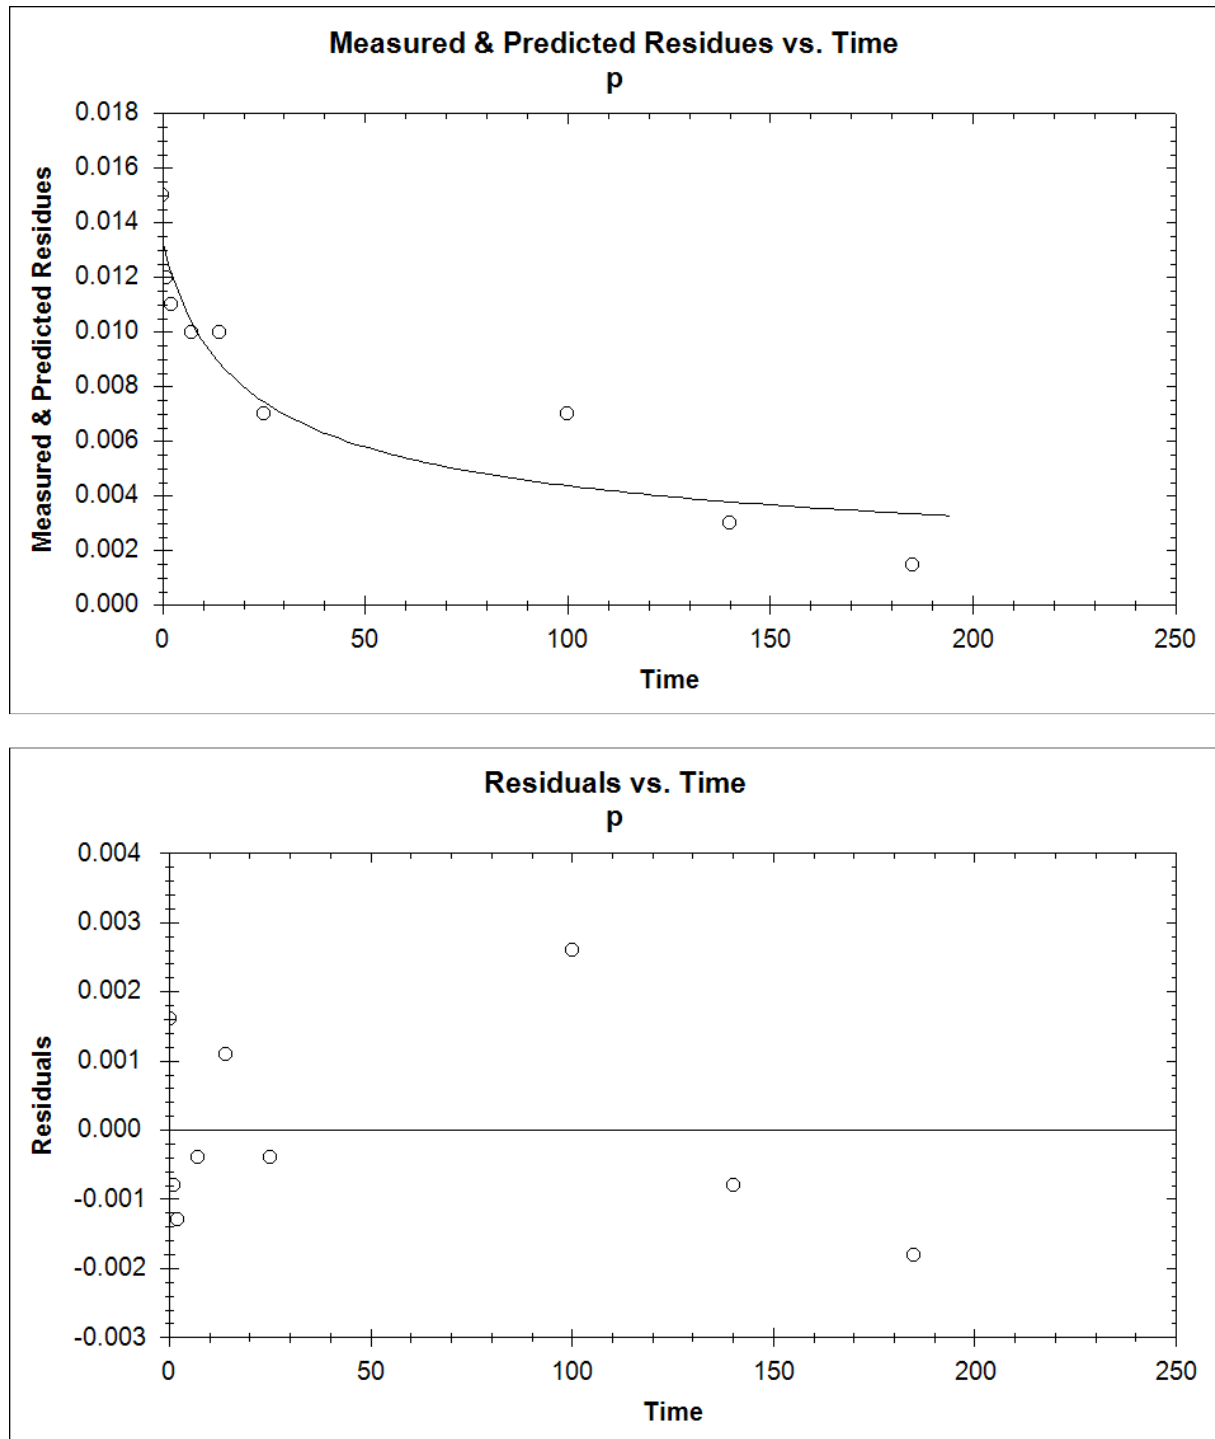 Measured & Predicted Residues vs. Time
p
Measured & Predicted Residues
0.018
0.016
0.014
0.012
0.010
0.008
0.006
0.004
0.002
0.000
0 50 100 150 200 250
Time
Residuals vs. Time
p
Residuals
0.004
0.003
0.002
0.001
0.000
-0.001
-0.002
-0.003
0 50 100 150 200 250
Time